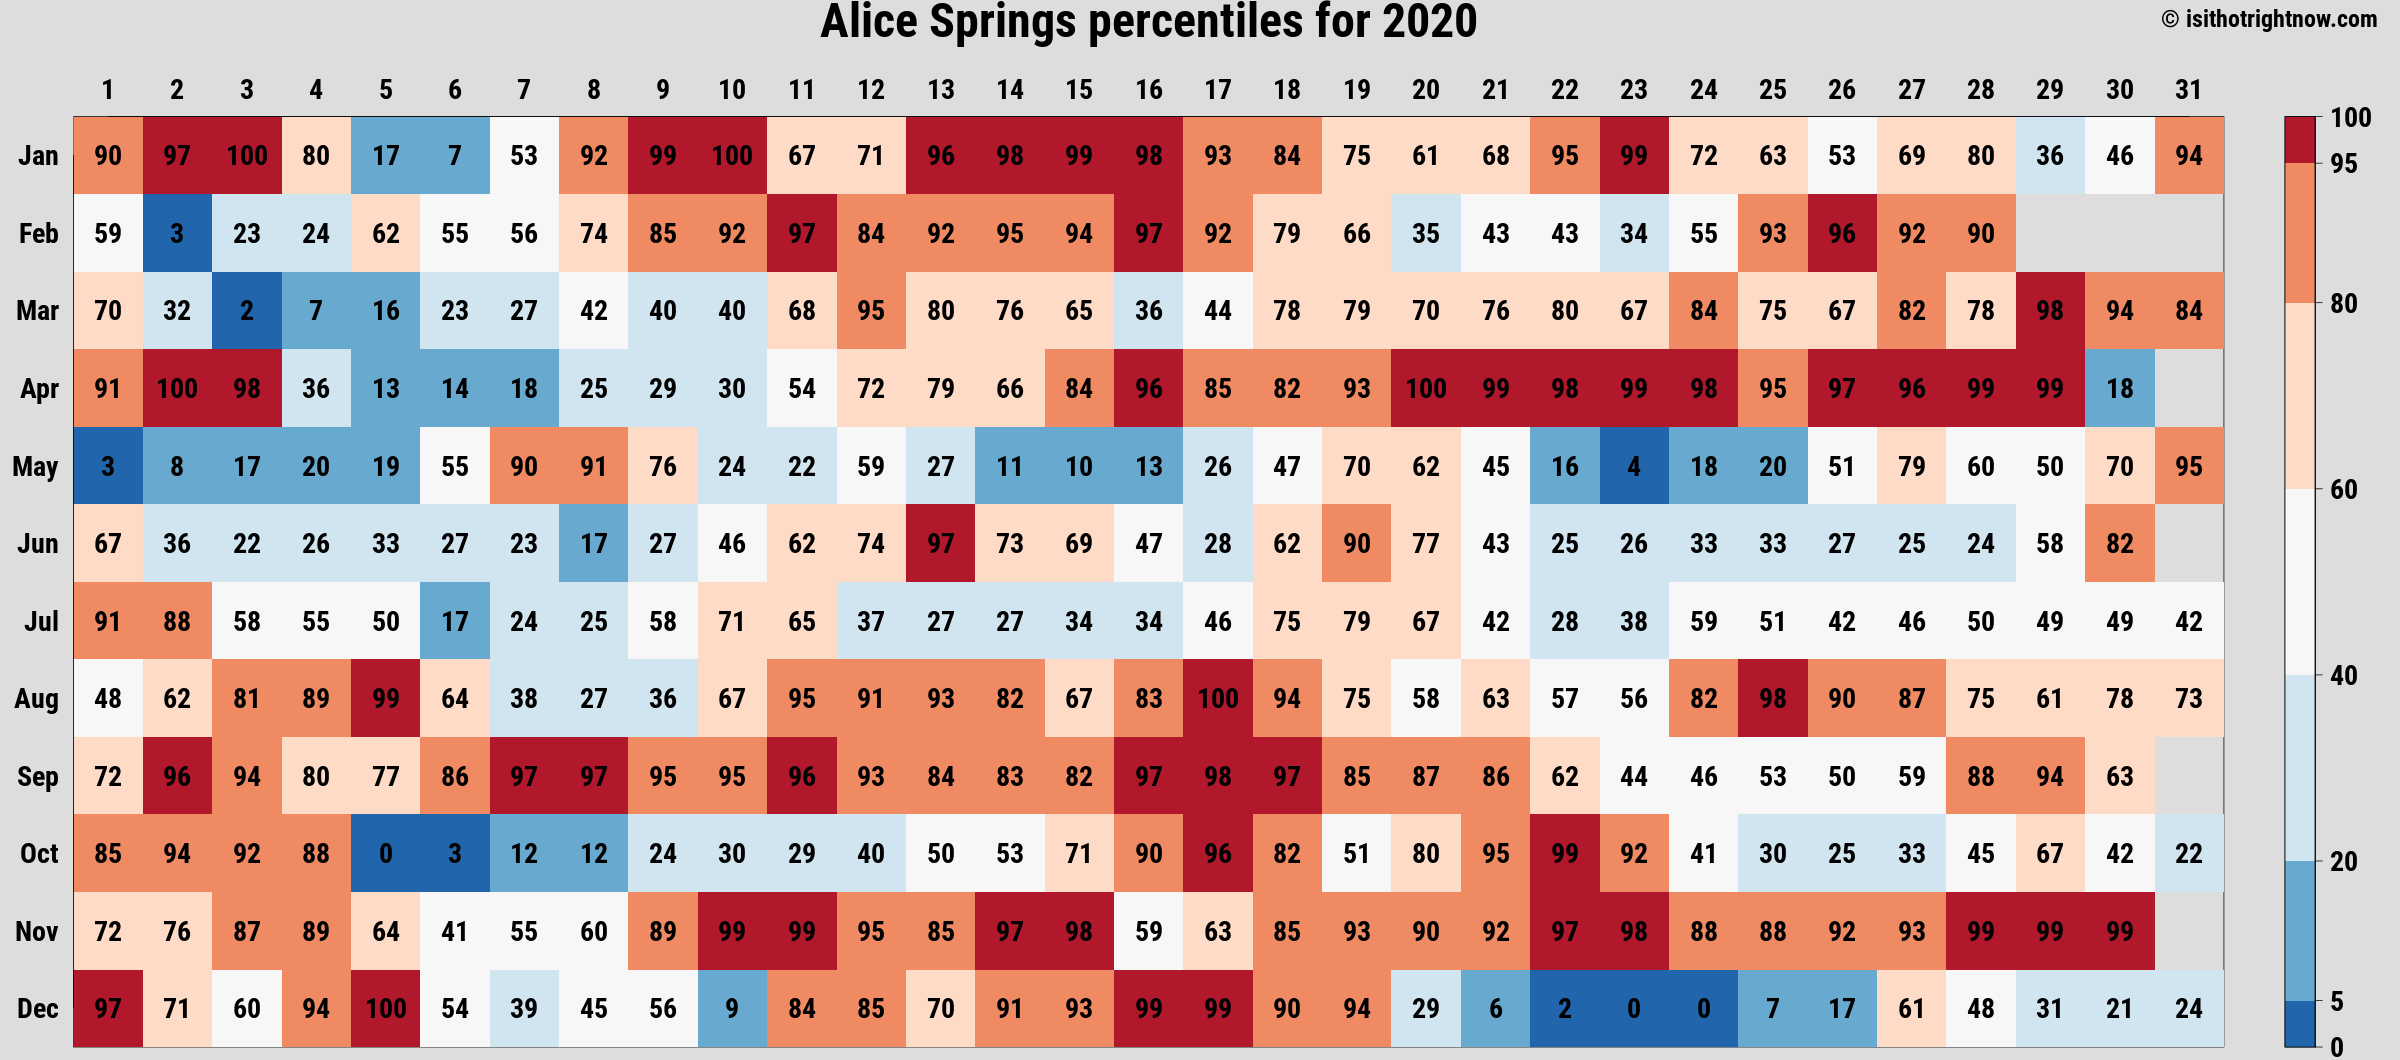 Alice Springs percentiles for 2020
© isithotrightnow.com
1 2 3 4 5 6 7 8 9 10 11 12 13 14 15 16 17 18 19 20 21 22 23 24 25 26 27 28 29 30 31
Jan 90 97 100 80 17 7 53 92 99 100 67 71 96 98 99 98 93 84 75 61 68 95 99 72 63 53 69 80 36 46 94
Feb 59 3 23 24 62 55 56 74 85 92 97 84 92 95 94 97 92 79 66 35 43 43 34 55 93 96 92 90
Mar 70 32 2 7 16 23 27 42 40 40 68 95 80 76 65 36 44 78 79 70 76 80 67 84 75 67 82 78 98 94 84
Apr 91 100 98 36 13 14 18 25 29 30 54 72 79 66 84 96 85 82 93 100 99 98 99 98 95 97 96 99 99 18
May 3 8 17 20 19 55 90 91 76 24 22 59 27 11 10 13 26 47 70 62 45 16 4 18 20 51 79 60 50 70 95
Jun 67 36 22 26 33 27 23 17 27 46 62 74 97 73 69 47 28 62 90 77 43 25 26 33 33 27 25 24 58 82
Jul 91 88 58 55 50 17 24 25 58 71 65 37 27 27 34 34 46 75 79 67 42 28 38 59 51 42 46 50 49 49 42
Aug 48 62 81 89 99 64 38 27 36 67 95 91 93 82 67 83 100 94 75 58 63 57 56 82 98 90 87 75 61 78 73
Sep 72 96 94 80 77 86 97 97 95 95 96 93 84 83 82 97 98 97 85 87 86 62 44 46 53 50 59 88 94 63
Oct 85 94 92 88 0 3 12 12 24 30 29 40 50 53 71 90 96 82 51 80 95 99 92 41 30 25 33 45 67 42 22
Nov 72 76 87 89 64 41 55 60 89 99 99 95 85 97 98 59 63 85 93 90 92 97 98 88 88 92 93 99 99 99
Dec 97 71 60 94 100 54 39 45 56 9 84 85 70 91 93 99 99 90 94 29 6 2 0 0 7 17 61 48 31 21 24
100
95
80
60
40
20
5
0